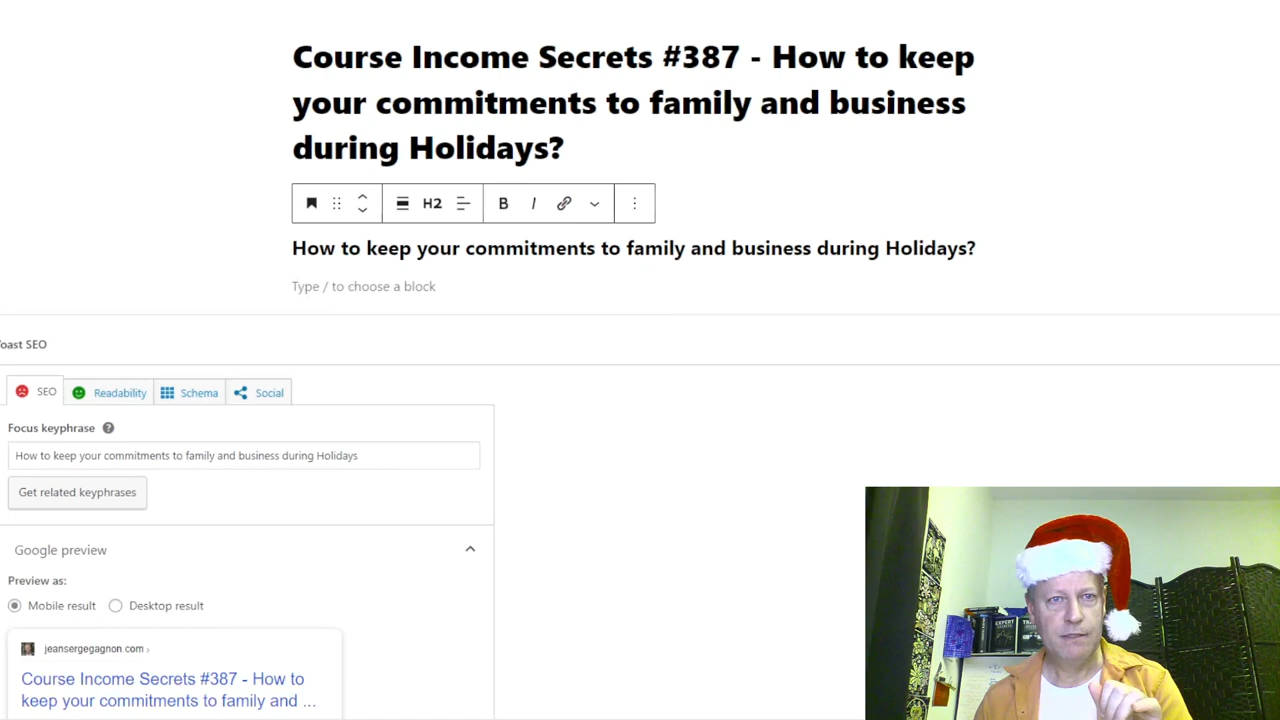 Course Income Secrets #387 - How to keep
your commitments to family and business
during Holidays?
H2 B I
How to keep your commitments to family and business during Holidays?
Type / to choose a block
oast SEO
SEO Readability Schema Social
Focus keyphrase ?
How to keep your commitments to family and business during Holidays
Get related keyphrases
Google preview
Preview as:
Mobile result Desktop result
jeansergegagnon.com ›
Course Income Secrets #387 - How to
keep your commitments to family and ...
EXPERT